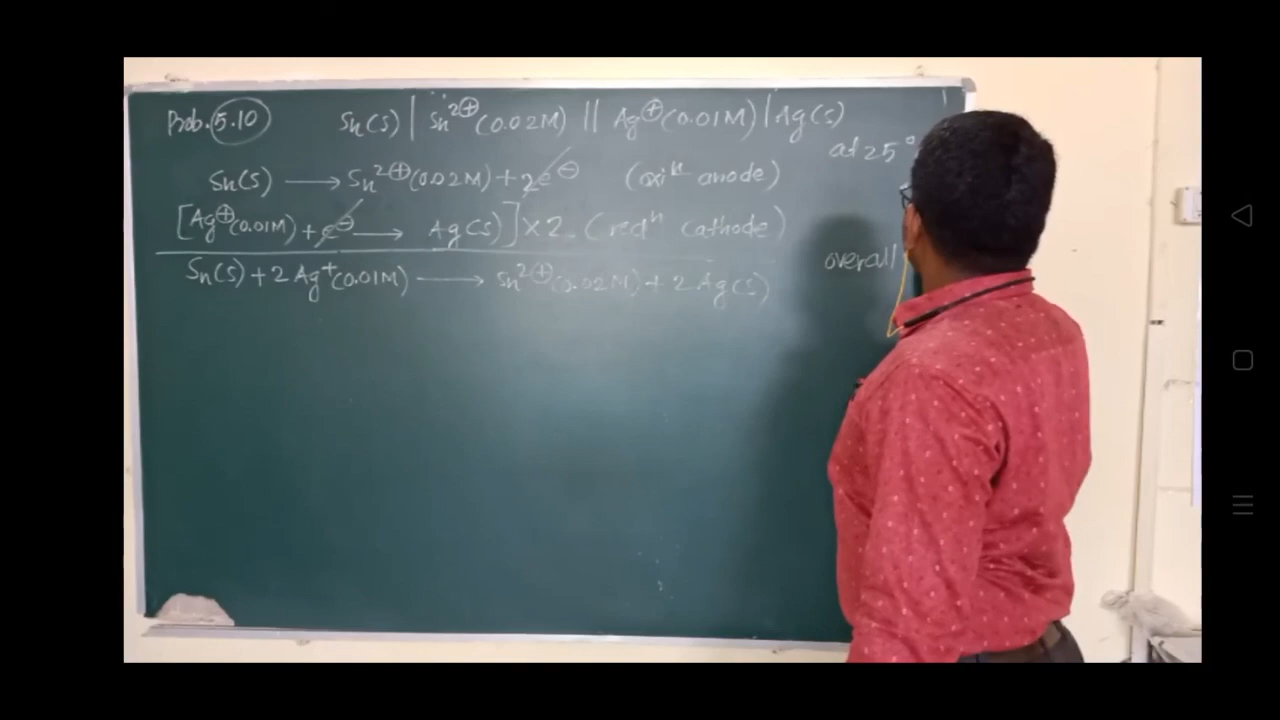 Prob. 5.10 Sn(s) | Sn²⊕(0.02M) || Ag⊕(0.01M) | Ag(s)
at 25°
Sn(s) ⟶ Sn²⊕(0.02M) + 2e⊖ (oxiⁿ anode)
[Ag⊕(0.01M) + e⊖ ⟶ Ag(s)] × 2 (redⁿ cathode)
Sn(s) + 2Ag⁺(0.01M) ⟶ Sn²⊕(0.02M) + 2Ag(s) overall